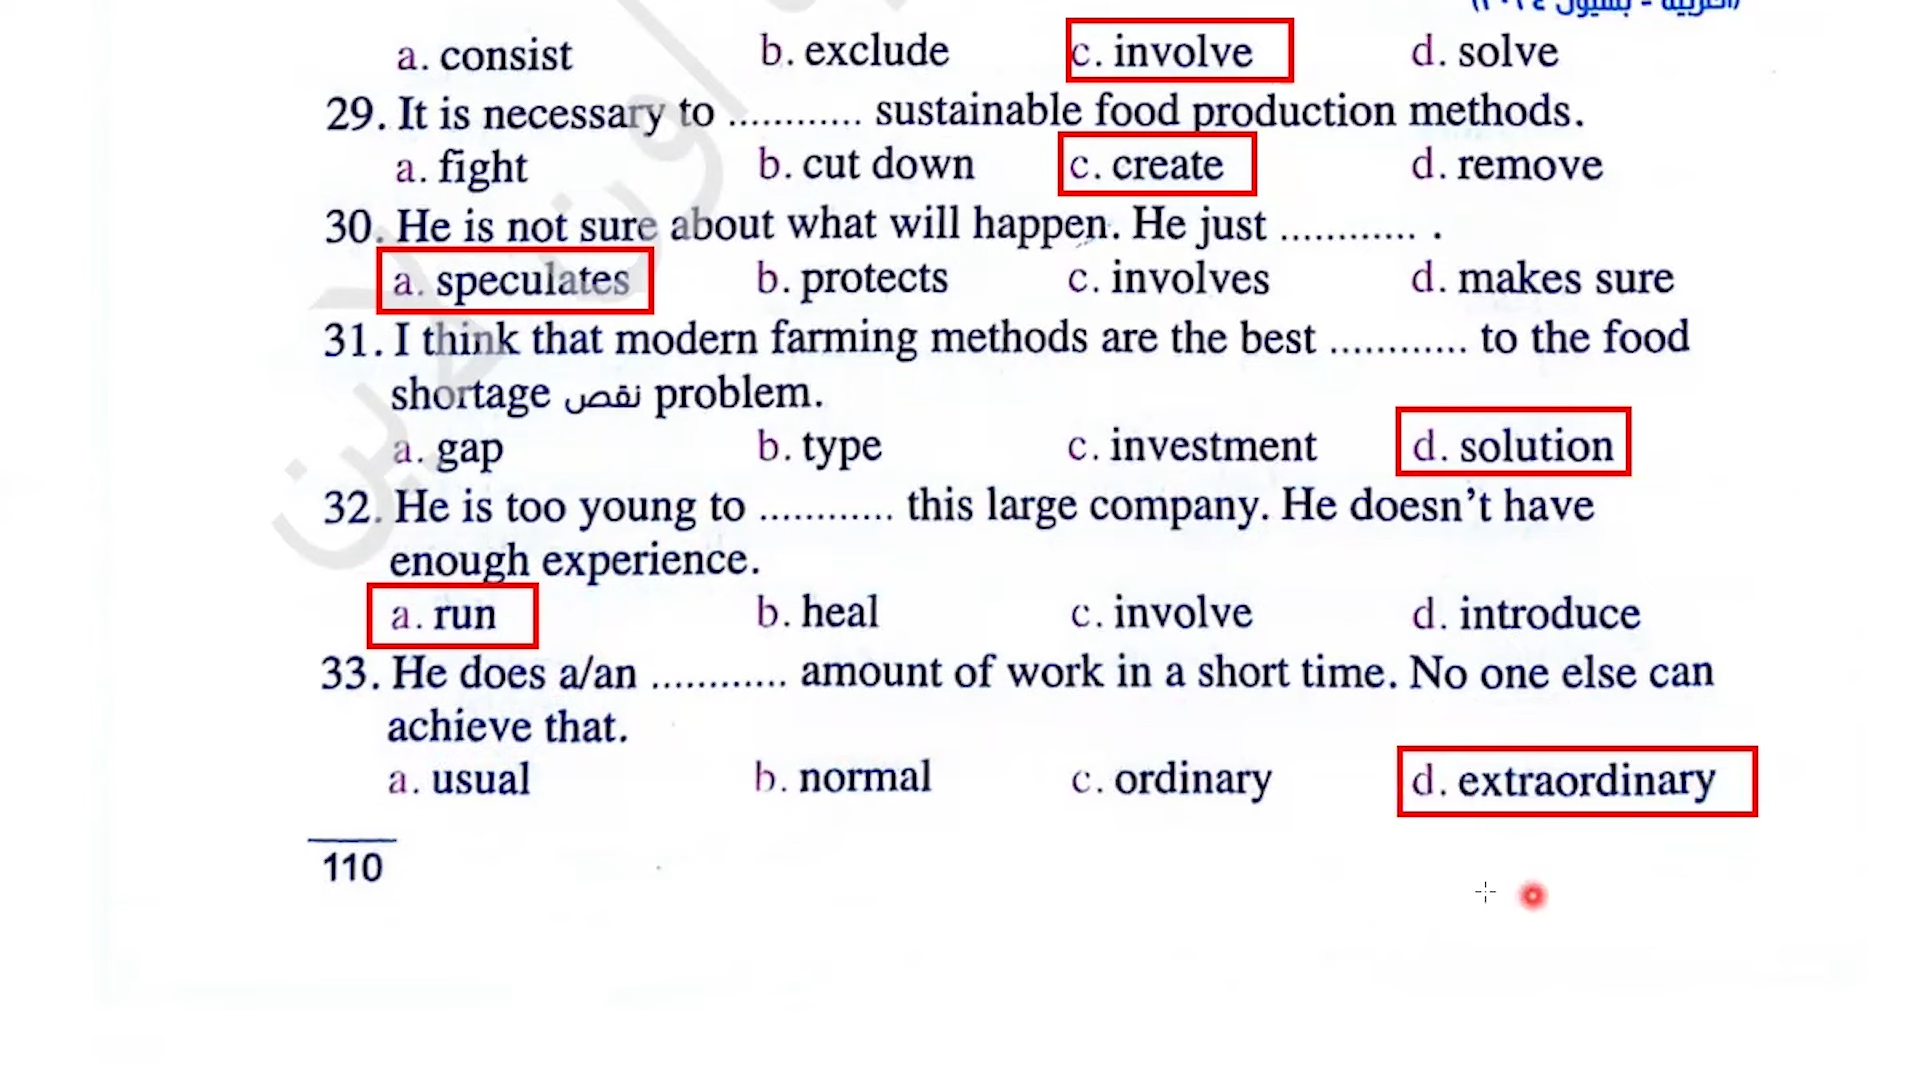 (الغربية - بسيون ٢٠٢٤)
a. consist b. exclude c. involve d. solve
29. It is necessary to ............ sustainable food production methods.
a. fight b. cut down c. create d. remove
30. He is not sure about what will happen. He just ............ .
a. speculates b. protects c. involves d. makes sure
31. I think that modern farming methods are the best ............ to the food
shortage نقص problem.
a. gap b. type c. investment d. solution
32. He is too young to ............ this large company. He doesn’t have
enough experience.
a. run b. heal c. involve d. introduce
33. He does a/an ............ amount of work in a short time. No one else can
achieve that.
a. usual b. normal c. ordinary d. extraordinary
110